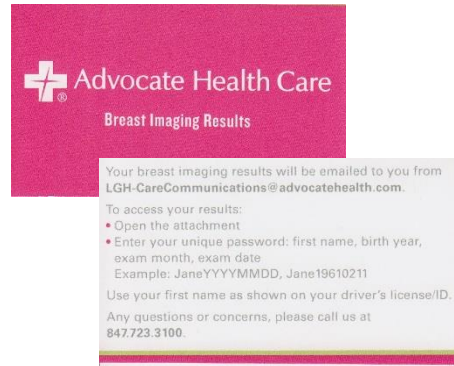 Advocate Health Care
®
Breast Imaging Results
Your breast imaging results will be emailed to you from
LGH-CareCommunications@advocatehealth.com.
To access your results:
• Open the attachment
• Enter your unique password: first name, birth year,
exam month, exam date
Example: JaneYYYYMMDD, Jane19610211
Use your first name as shown on your driver's license/ID.
Any questions or concerns, please call us at
847.723.3100.